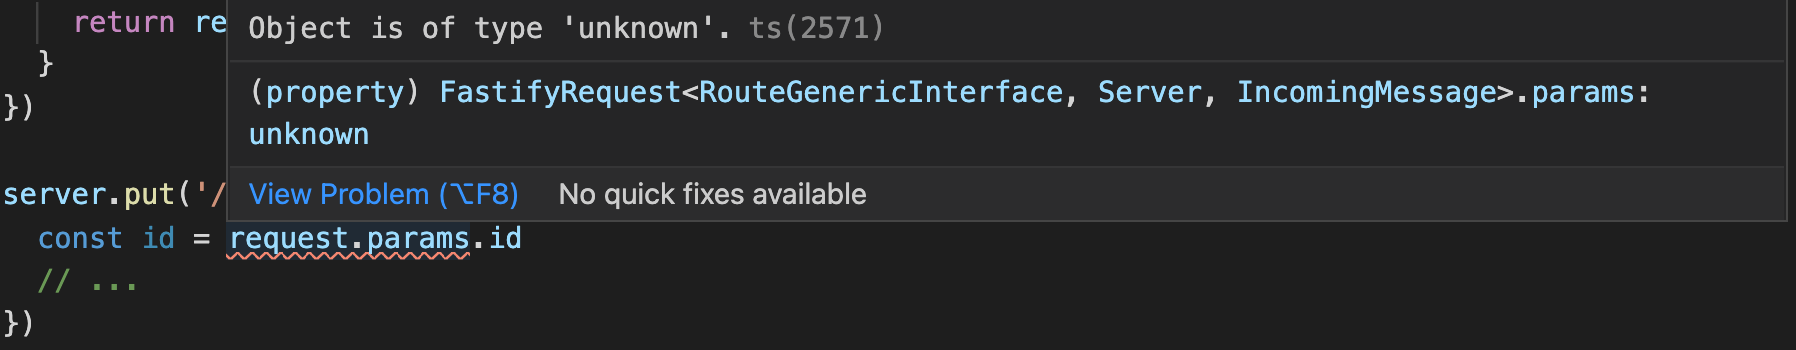 return re
}
})
Object is of type 'unknown'. ts(2571)
(property) FastifyRequest<RouteGenericInterface, Server, IncomingMessage>.params:
unknown
View Problem (⌥F8) No quick fixes available
server.put('/
const id = request.params.id
// ...
})